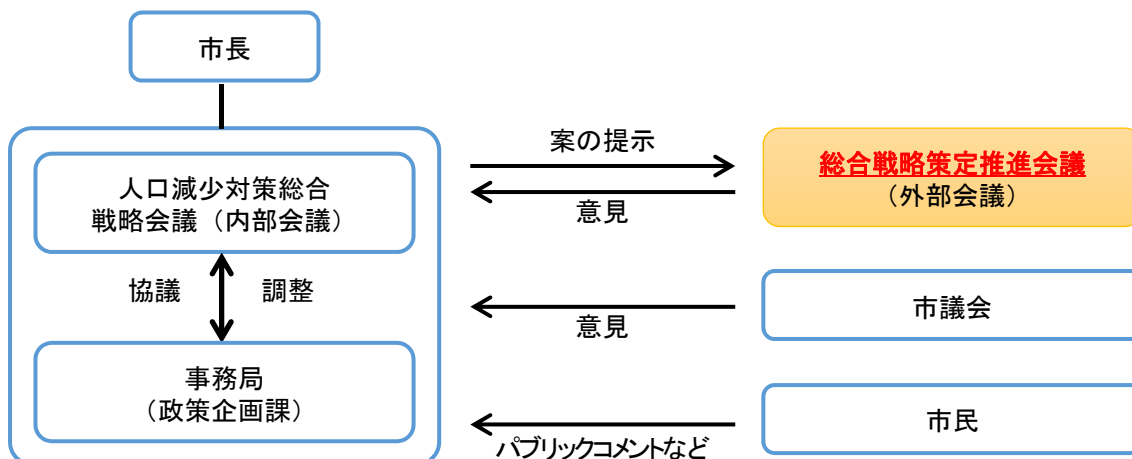 市長
人口減少対策総合
戦略会議（内部会議）
協議
調整
事務局
（政策企画課）
案の提示
意見
意見
パブリックコメントなど
総合戦略策定推進会議
（外部会議）
市議会
市民